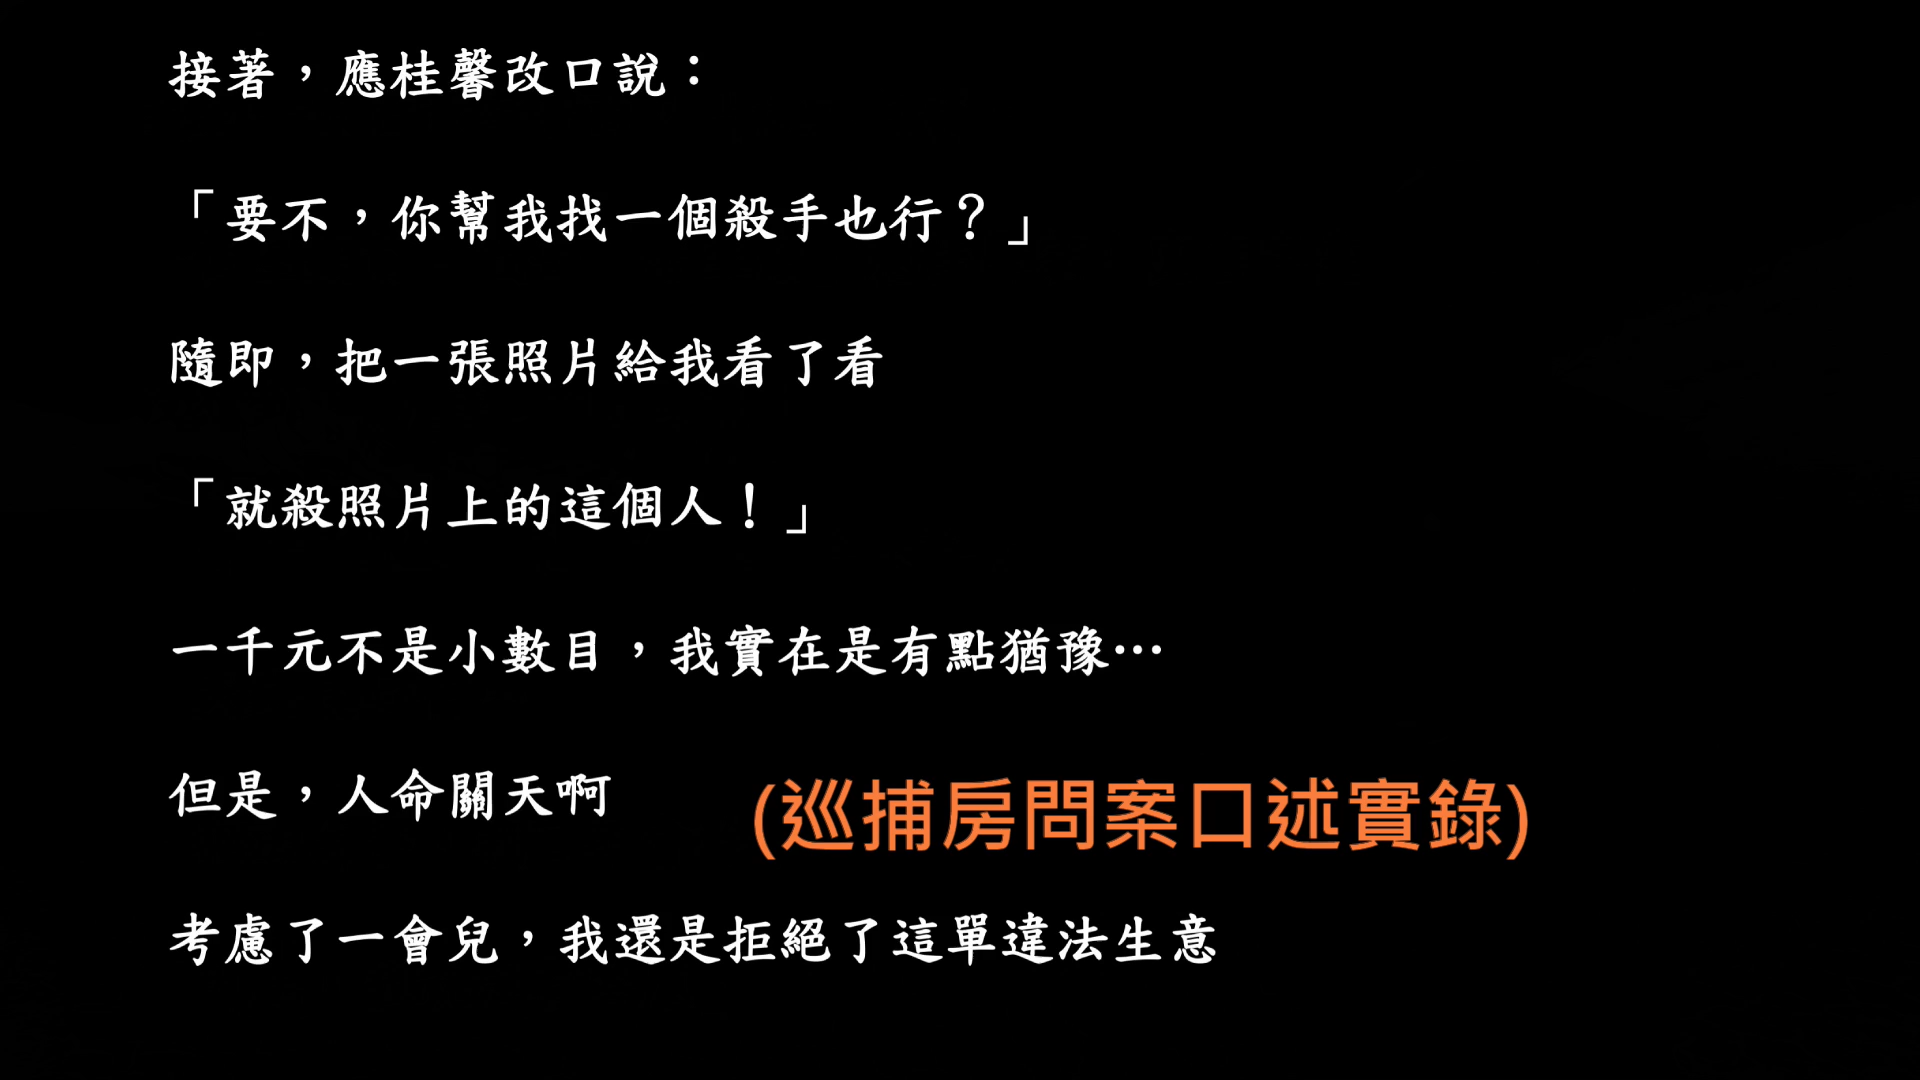 接著，應桂馨改口說：
「要不，你幫我找一個殺手也行？」
隨即，把一張照片給我看了看
「就殺照片上的這個人！」
一千元不是小數目，我實在是有點猶豫…
但是，人命關天啊
(巡捕房問案口述實錄)
考慮了一會兒，我還是拒絕了這單違法生意